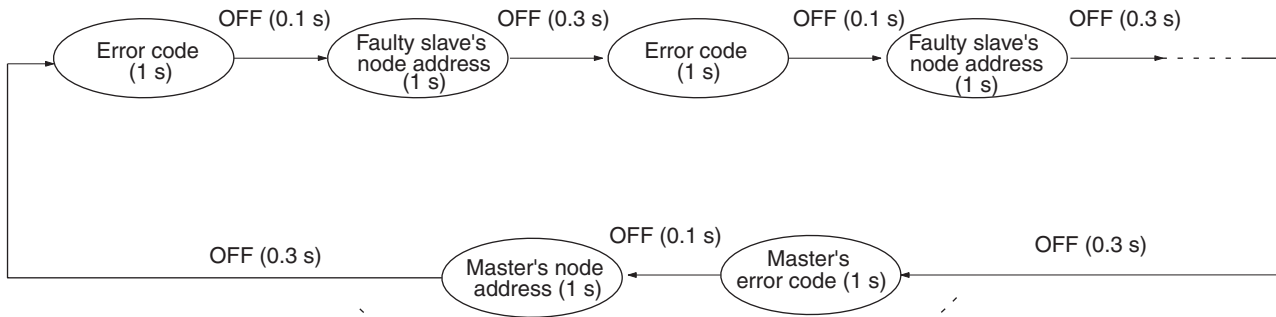 OFF (0.1 s)
OFF (0.3 s)
OFF (0.1 s)
OFF (0.3 s)
Error code
(1 s)
Faulty slave's
node address
(1 s)
Error code
(1 s)
Faulty slave's
node address
(1 s)
OFF (0.3 s)
OFF (0.1 s)
OFF (0.3 s)
Master's node
address (1 s)
Master's
error code (1 s)